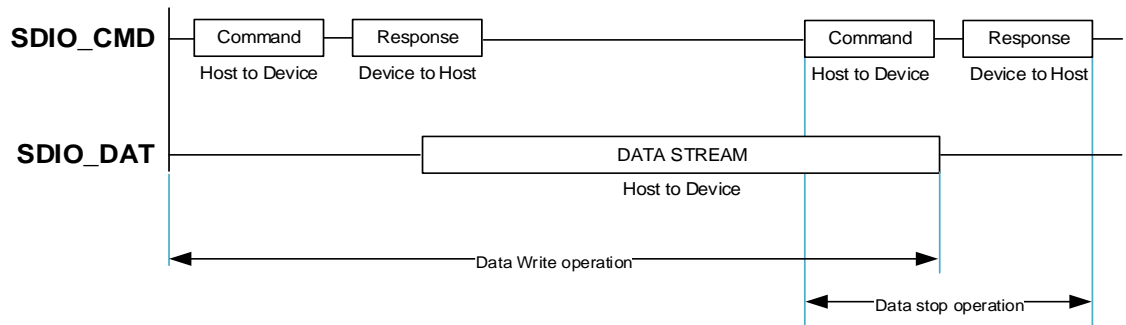 SDIO_CMD
Command
Response
Command
Response
Host to Device
Device to Host
Host to Device
Device to Host
SDIO_DAT
DATA STREAM
Host to Device
Data Write operation
Data stop operation